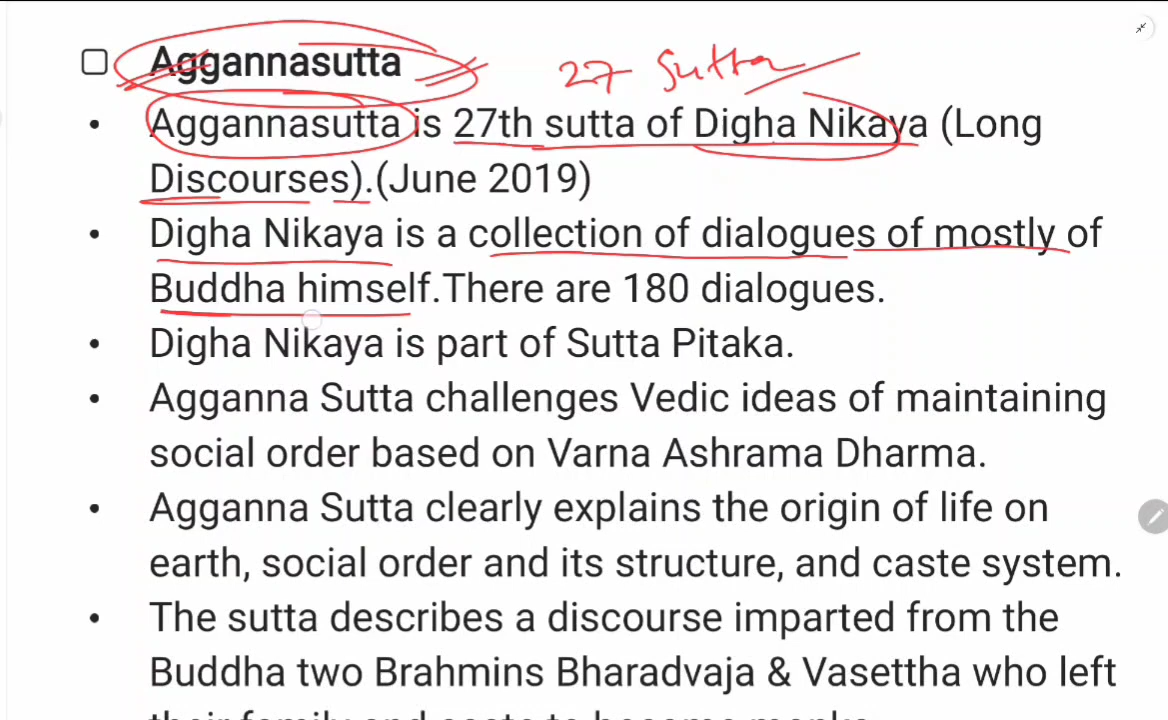 Aggannasutta 27 Sutta
• Aggannasutta is 27th sutta of Digha Nikaya (Long
Discourses).(June 2019)
• Digha Nikaya is a collection of dialogues of mostly of
Buddha himself.There are 180 dialogues.
• Digha Nikaya is part of Sutta Pitaka.
• Agganna Sutta challenges Vedic ideas of maintaining
social order based on Varna Ashrama Dharma.
• Agganna Sutta clearly explains the origin of life on
earth, social order and its structure, and caste system.
• The sutta describes a discourse imparted from the
Buddha two Brahmins Bharadvaja & Vasettha who left